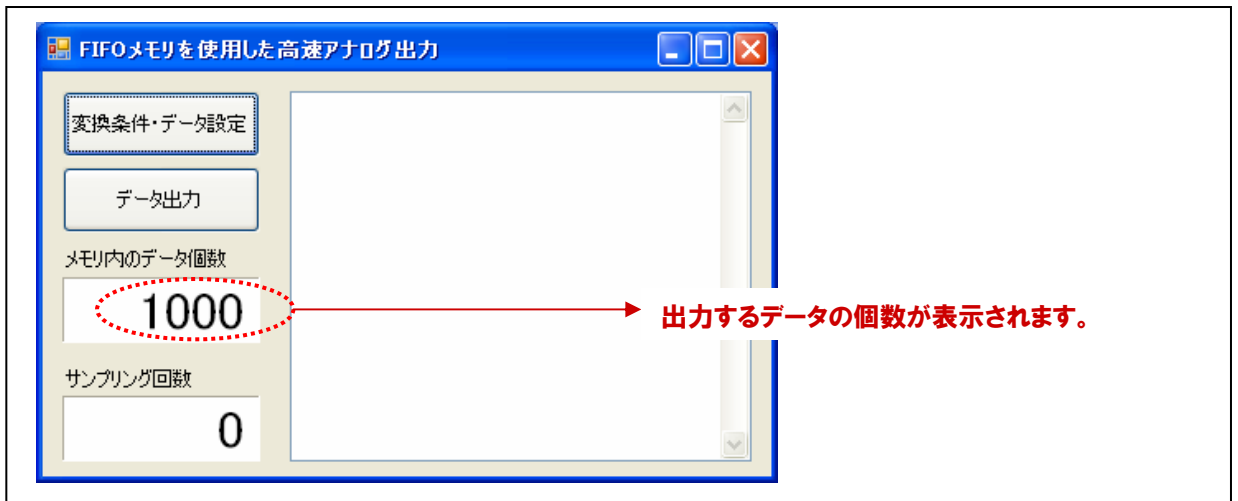 FIFOメモリを使用した高速アナログ出力
変換条件・データ設定
データ出力
メモリ内のデータ個数
1000
出力するデータの個数が表示されます。
サンプリング回数
0